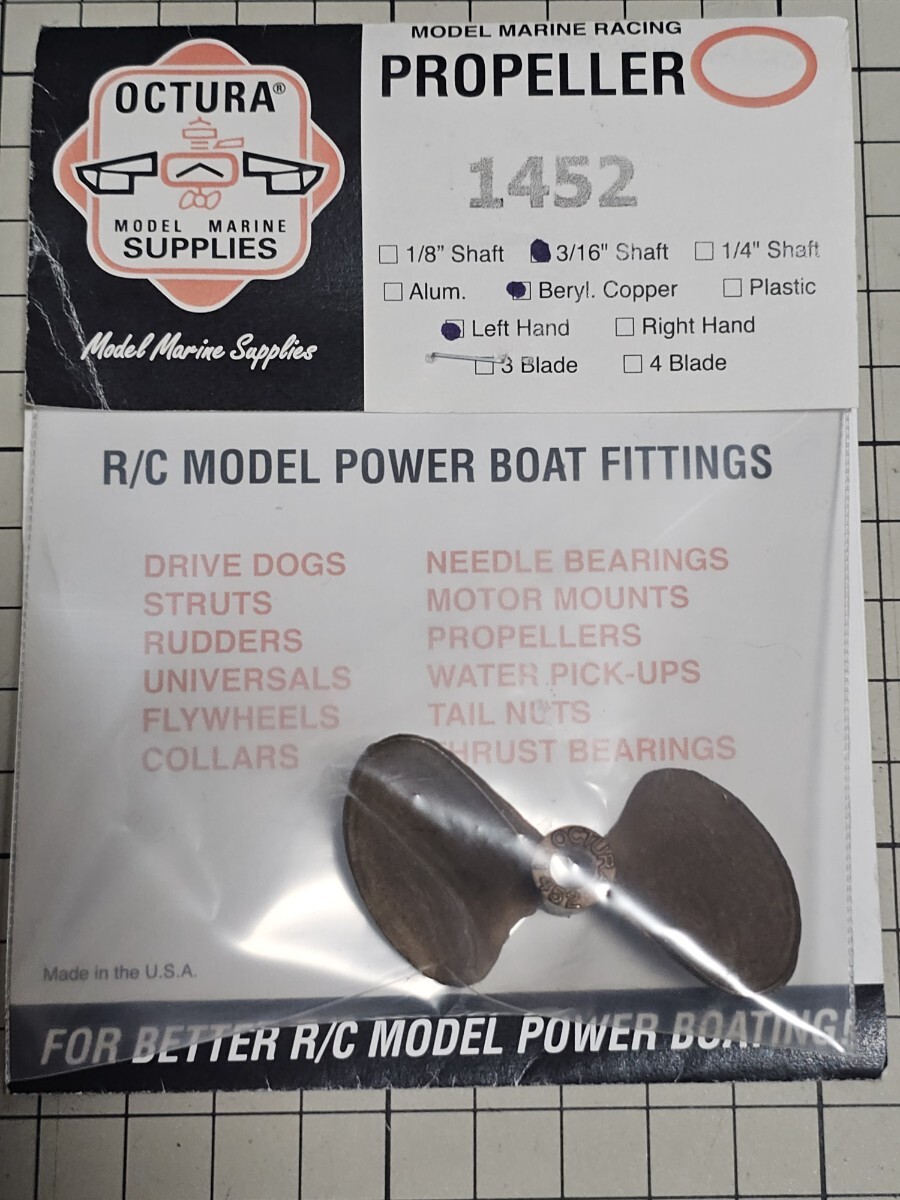 OCTURA®
MODEL MARINE
SUPPLIES
Model Marine Supplies
MODEL MARINE RACING
PROPELLER
1452
1/8" Shaft 3/16" Shaft 1/4" Shaft
Alum. Beryl. Copper Plastic
Left Hand Right Hand
3 Blade 4 Blade
R/C MODEL POWER BOAT FITTINGS
DRIVE DOGS
STRUTS
RUDDERS
UNIVERSALS
FLYWHEELS
COLLARS
NEEDLE BEARINGS
MOTOR MOUNTS
PROPELLERS
WATER PICK-UPS
TAIL NUTS
THRUST BEARINGS
OCTURA
1452
Made in the U.S.A.
FOR BETTER R/C MODEL POWER BOATING!